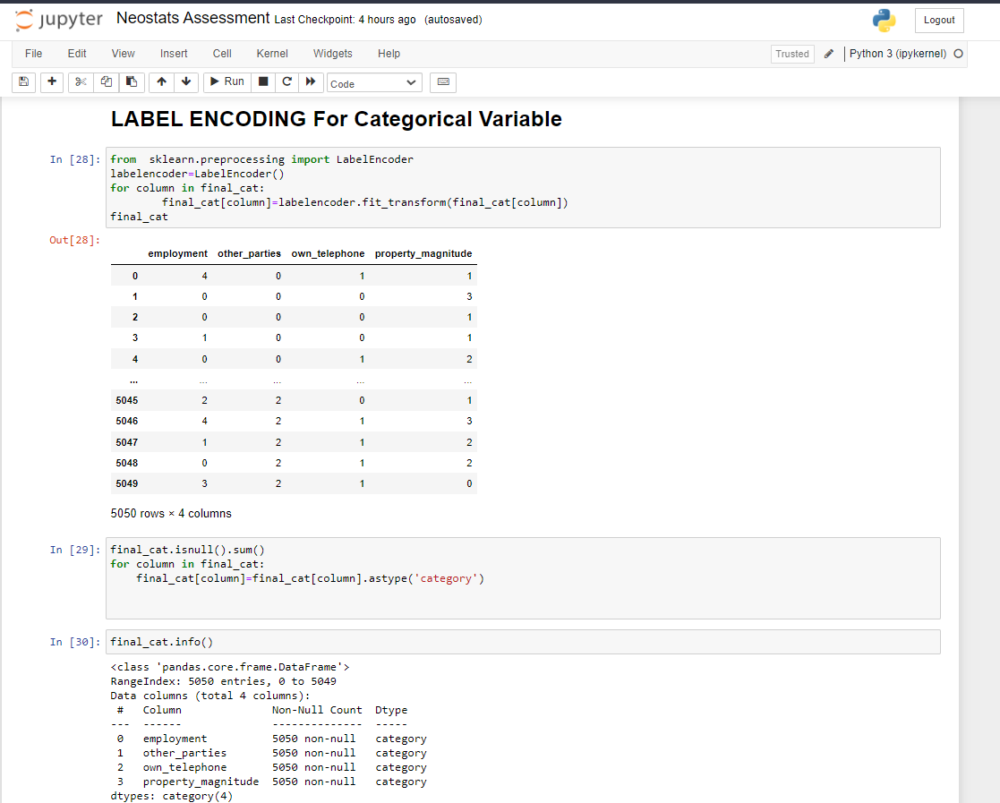 jupyter Neostats Assessment Last Checkpoint: 4 hours ago (autosaved) Logout
File Edit View Insert Cell Kernel Widgets Help Trusted Python 3 (ipykernel)
Run Code
LABEL ENCODING For Categorical Variable
In [28]: from  sklearn.preprocessing import LabelEncoder
labelencoder=LabelEncoder()
for column in final_cat:
        final_cat[column]=labelencoder.fit_transform(final_cat[column])
final_cat
Out[28]:
employment other_parties own_telephone property_magnitude
0 4 0 1 1
1 0 0 0 3
2 0 0 0 1
3 1 0 0 1
4 0 0 1 2
... ... ... ... ...
5045 2 2 0 1
5046 4 2 1 3
5047 1 2 1 2
5048 0 2 1 2
5049 3 2 1 0
5050 rows × 4 columns
In [29]: final_cat.isnull().sum()
for column in final_cat:
    final_cat[column]=final_cat[column].astype('category')
In [30]: final_cat.info()
<class 'pandas.core.frame.DataFrame'>
RangeIndex: 5050 entries, 0 to 5049
Data columns (total 4 columns):
 #   Column              Non-Null Count  Dtype
---  ------              --------------  -----
 0   employment          5050 non-null   category
 1   other_parties       5050 non-null   category
 2   own_telephone       5050 non-null   category
 3   property_magnitude  5050 non-null   category
dtypes: category(4)